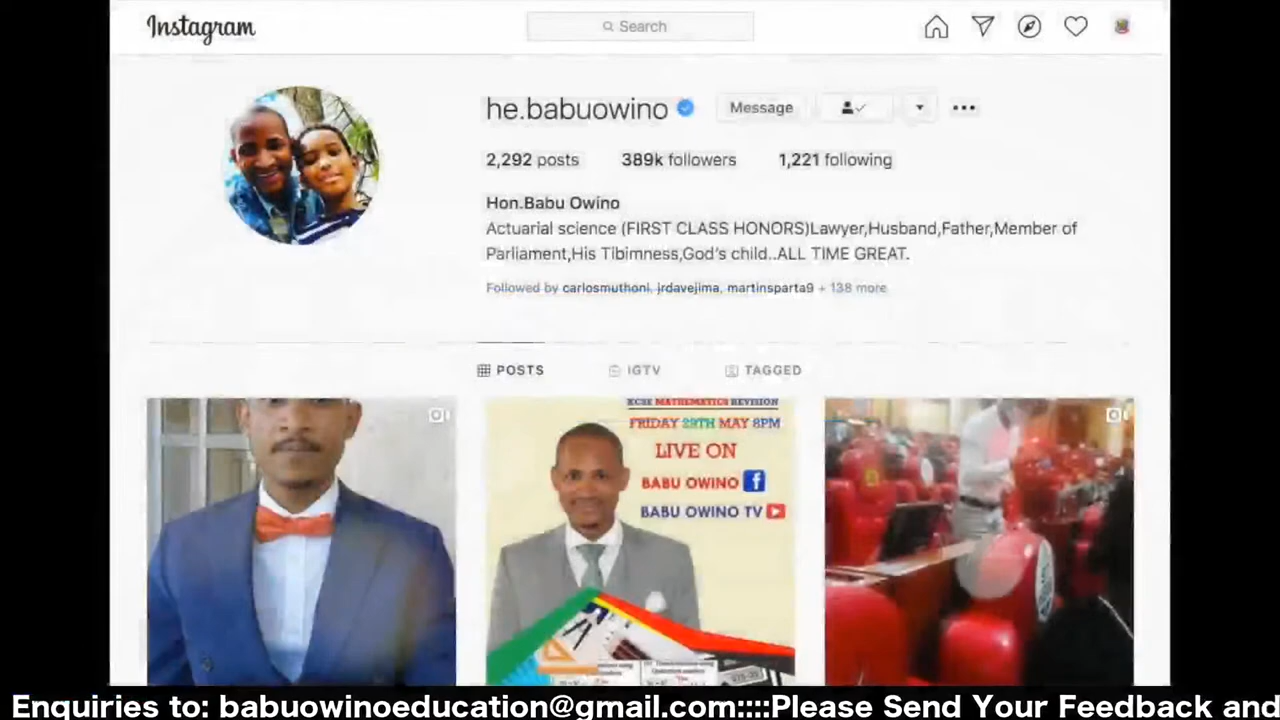 Instagram
Search
he.babuowino
Message
2,292 posts 389k followers 1,221 following
Hon.Babu Owino
Actuarial science (FIRST CLASS HONORS)Lawyer,Husband,Father,Member of
Parliament,His Tibimness,God's child..ALL TIME GREAT.
Followed by carlosmuthoni, jrdavejima, martinsparta9 + 138 more
POSTS IGTV TAGGED
KCSE MATHEMATICS REVISION
FRIDAY 29TH MAY 8PM
LIVE ON
BABU OWINO f
BABU OWINO TV
Enquiries to: babuowinoeducation@gmail.com::::Please Send Your Feedback and